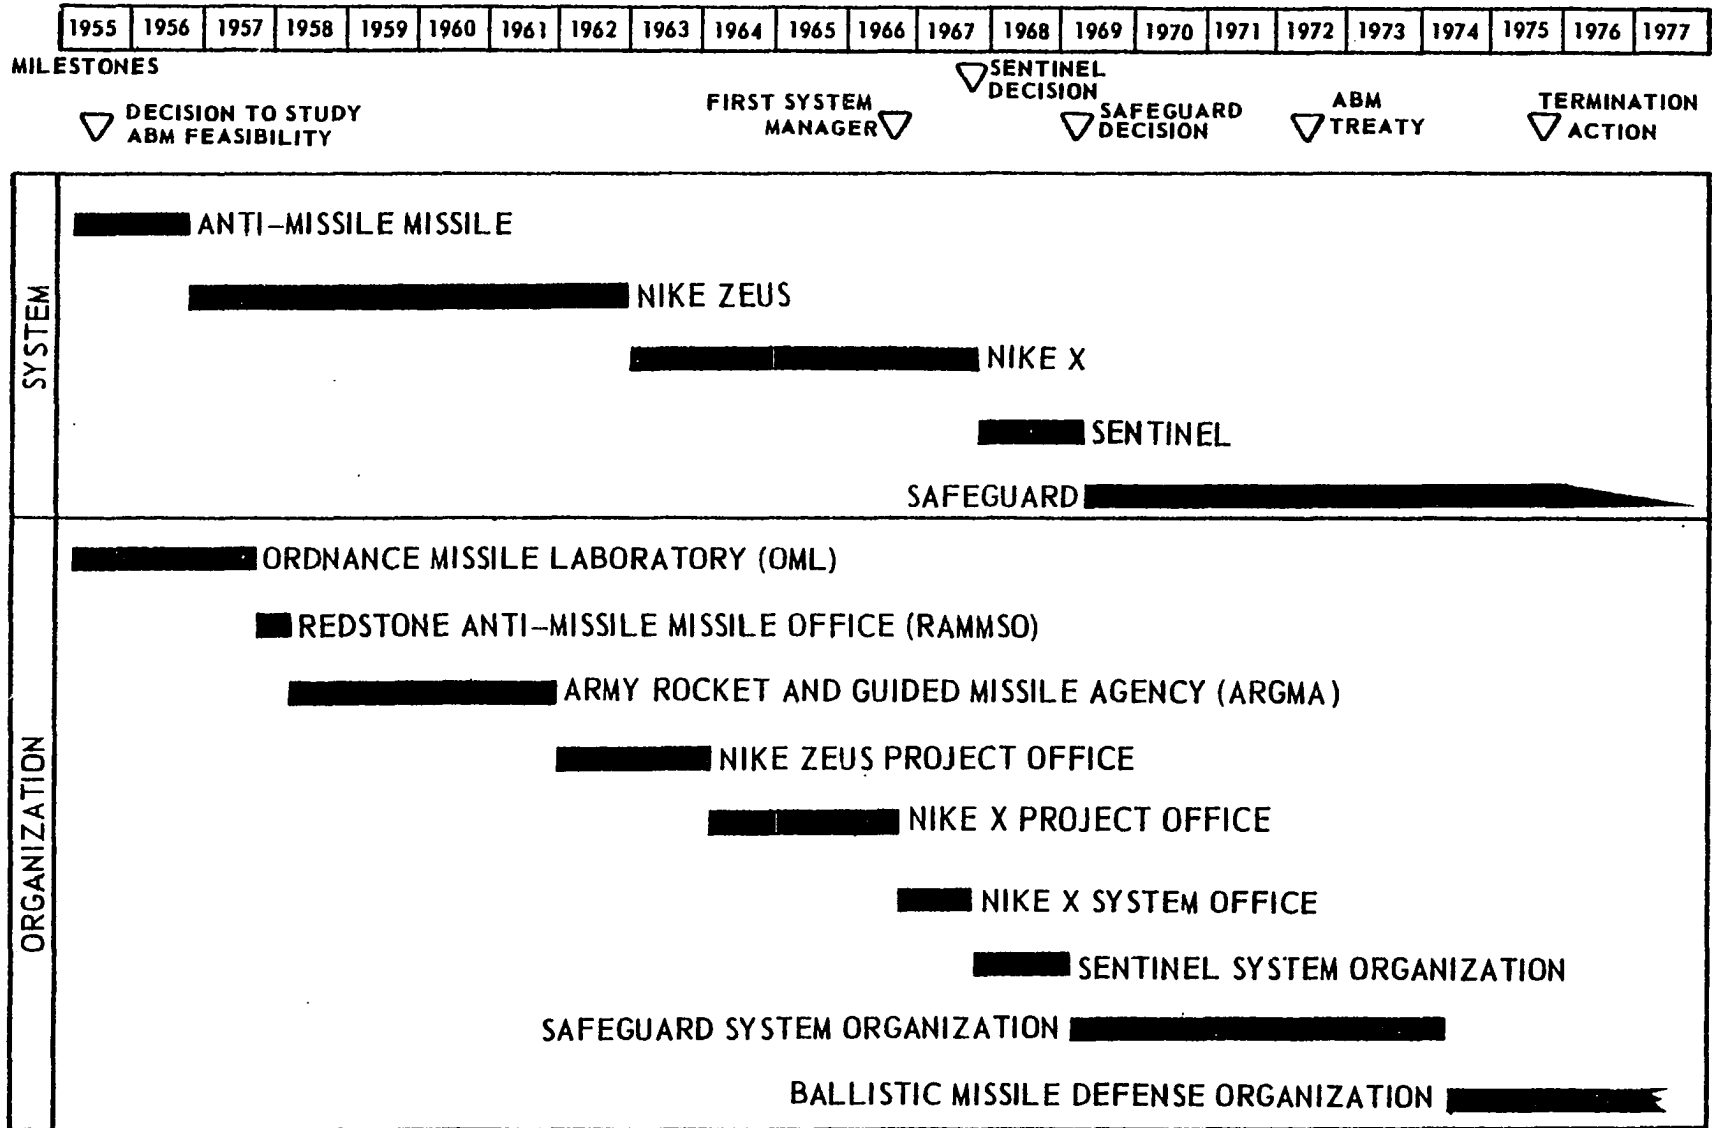 1955 1956 1957 1958 1959 1960 1961 1962 1963 1964 1965 1966 1967 1968 1969 1970 1971 1972 1973 1974 1975 1976 1977
MILESTONES
DECISION TO STUDY
ABM FEASIBILITY
FIRST SYSTEM
MANAGER
SENTINEL
DECISION
SAFEGUARD
DECISION
ABM
TREATY
TERMINATION
ACTION
SYSTEM
ANTI-MISSILE MISSILE
NIKE ZEUS
NIKE X
SENTINEL
SAFEGUARD
ORGANIZATION
ORDNANCE MISSILE LABORATORY (OML)
REDSTONE ANTI-MISSILE MISSILE OFFICE (RAMMSO)
ARMY ROCKET AND GUIDED MISSILE AGENCY (ARGMA)
NIKE ZEUS PROJECT OFFICE
NIKE X PROJECT OFFICE
NIKE X SYSTEM OFFICE
SENTINEL SYSTEM ORGANIZATION
SAFEGUARD SYSTEM ORGANIZATION
BALLISTIC MISSILE DEFENSE ORGANIZATION